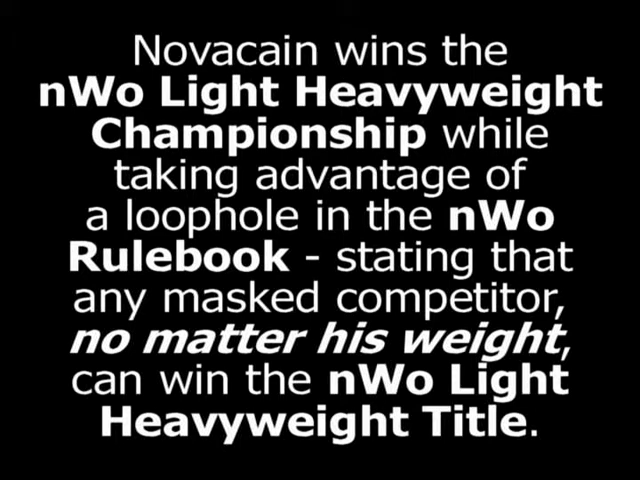 Novacain wins the
nWo Light Heavyweight
Championship while
taking advantage of
a loophole in the nWo
Rulebook - stating that
any masked competitor,
no matter his weight,
can win the nWo Light
Heavyweight Title.